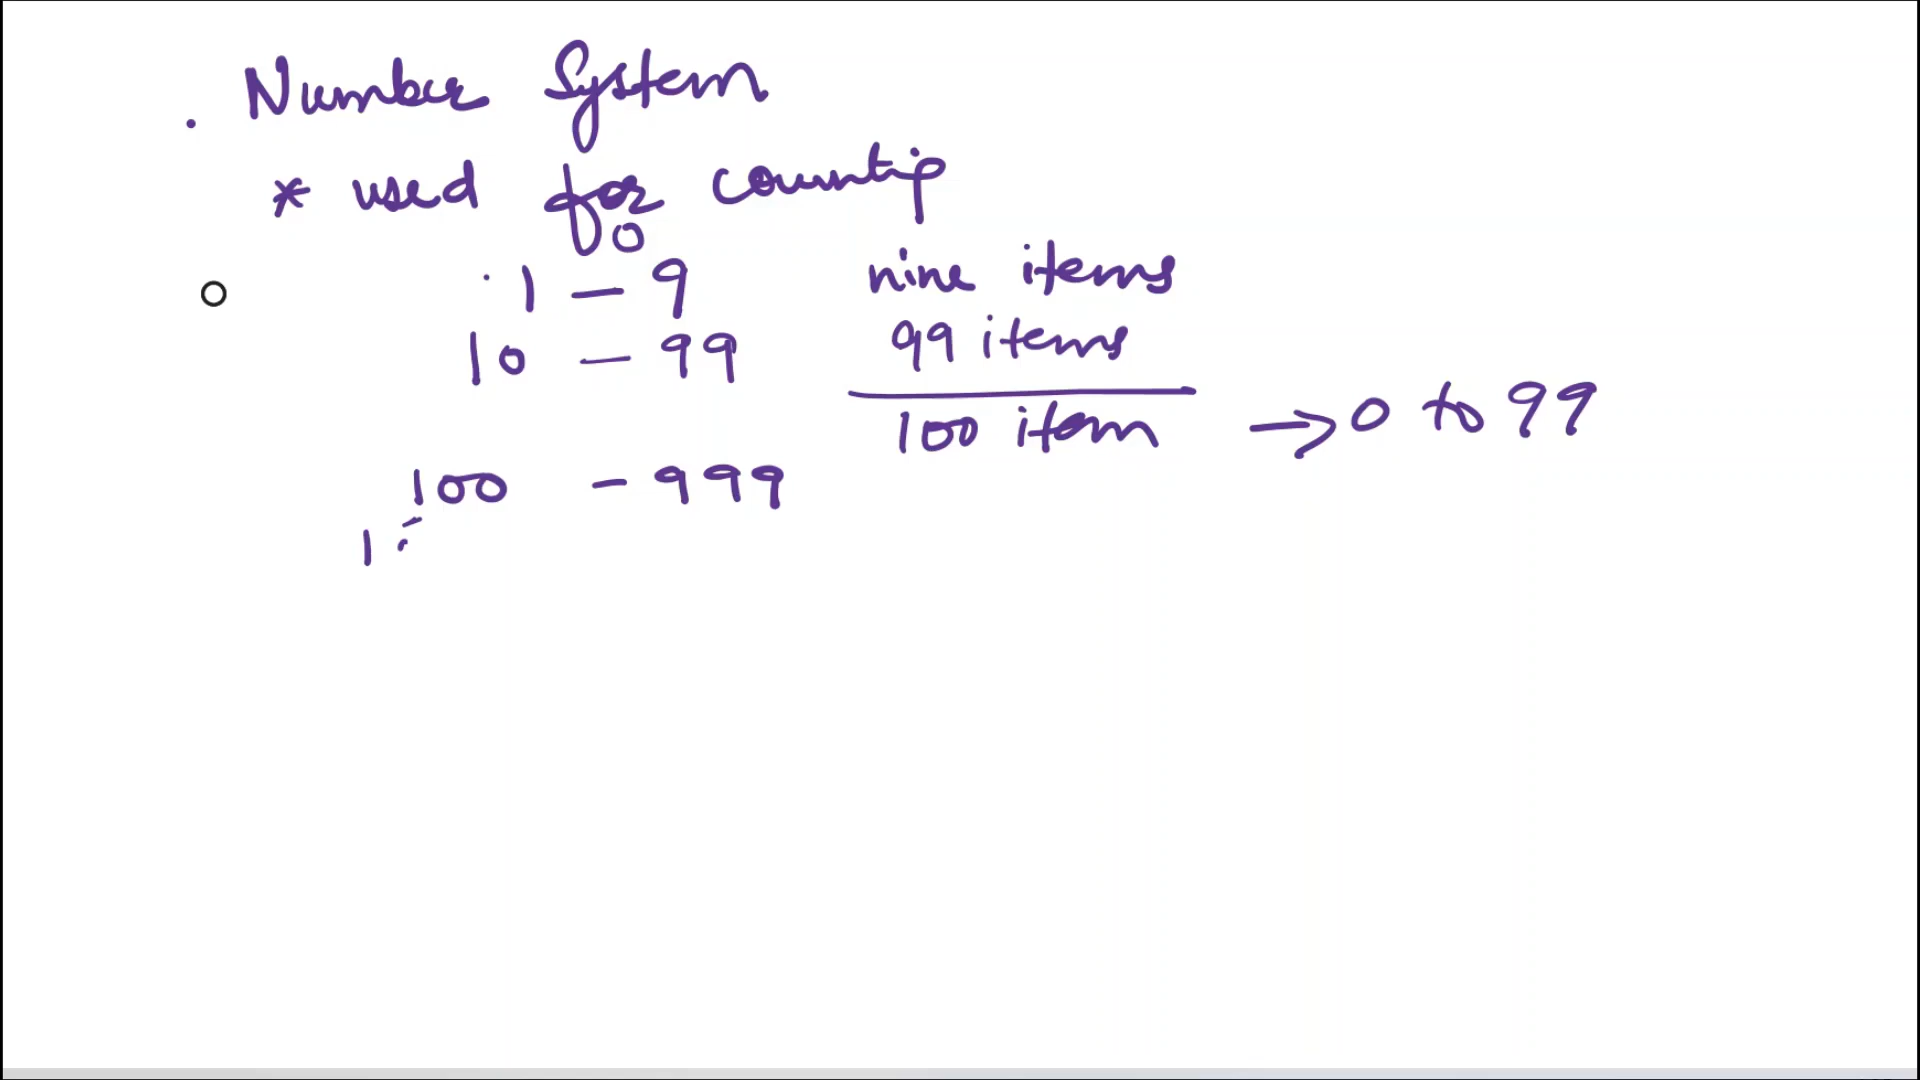 . Number System
* used for counting
0
1 – 9 nine items
10 – 99 99 items
100 item → 0 to 99
100 – 999
1